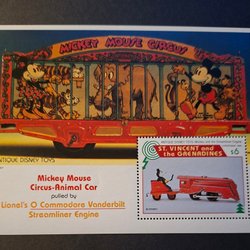 MICKEY MOUSE CIRCUS
ANTIQUE DISNEY TOYS
Mickey Mouse
Circus-Animal Car
pulled by
Lionel's O Commodore Vanderbilt
Streamliner Engine
ST. VINCENT and the
GRENADINES
$6